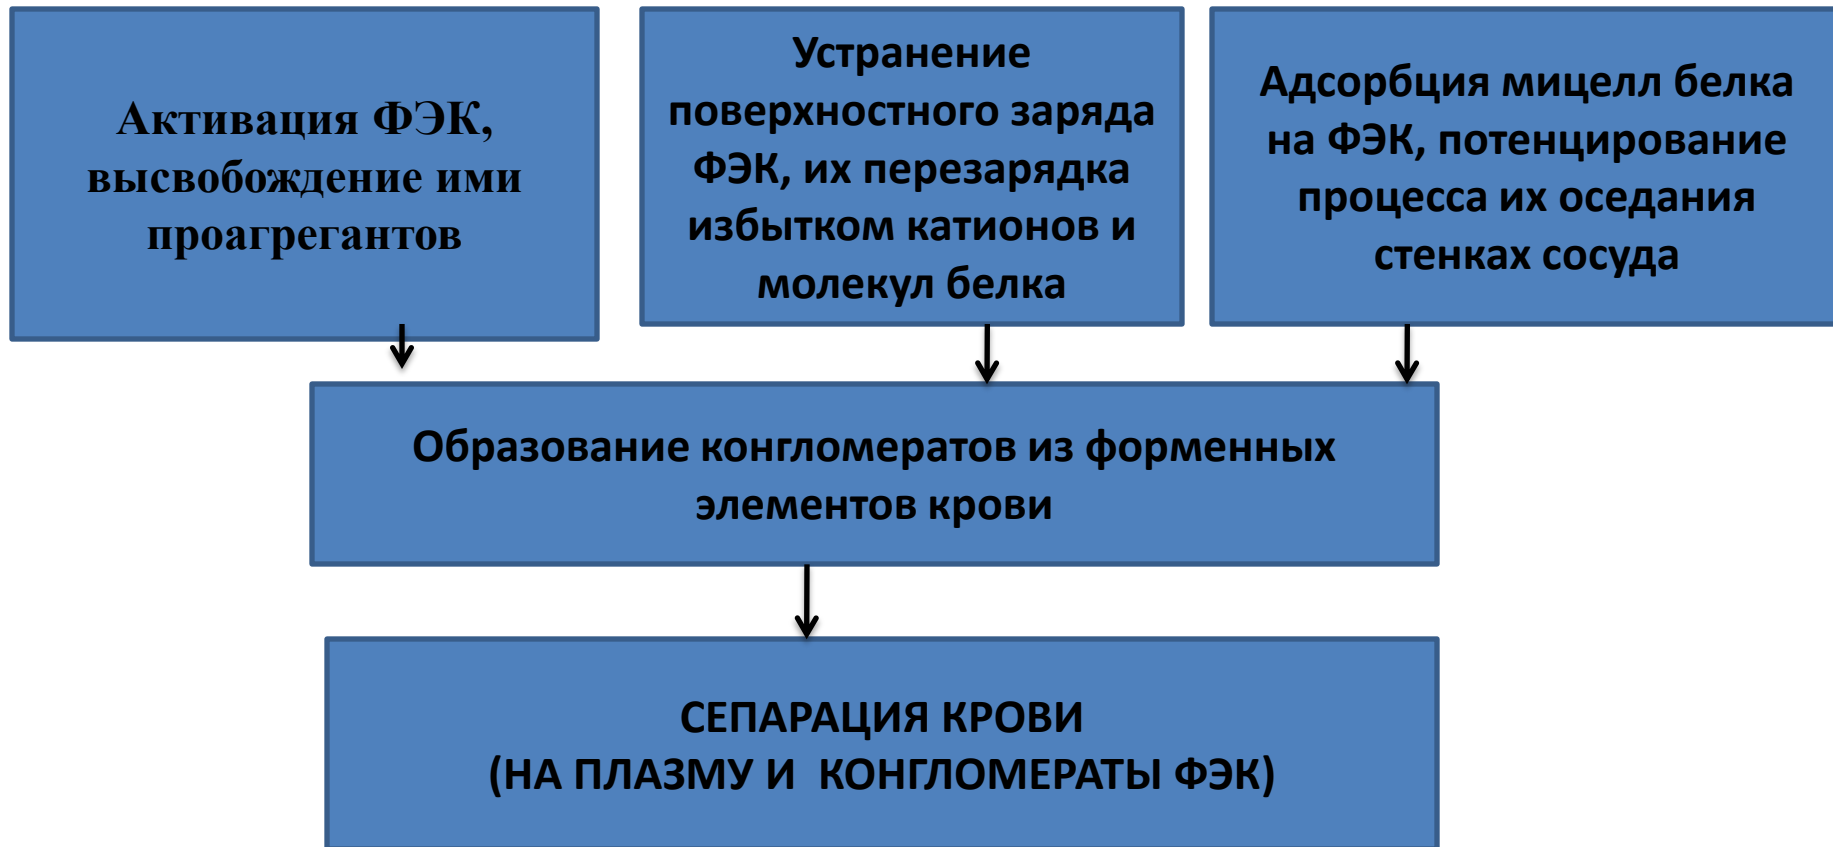 Активация ФЭК,
высвобождение ими
проагрегантов
Устранение
поверхностного заряда
ФЭК, их перезарядка
избытком катионов и
молекул белка
Адсорбция мицелл белка
на ФЭК, потенцирование
процесса их оседания
стенках сосуда
Образование конгломератов из форменных
элементов крови
СЕПАРАЦИЯ КРОВИ
(НА ПЛАЗМУ И КОНГЛОМЕРАТЫ ФЭК)